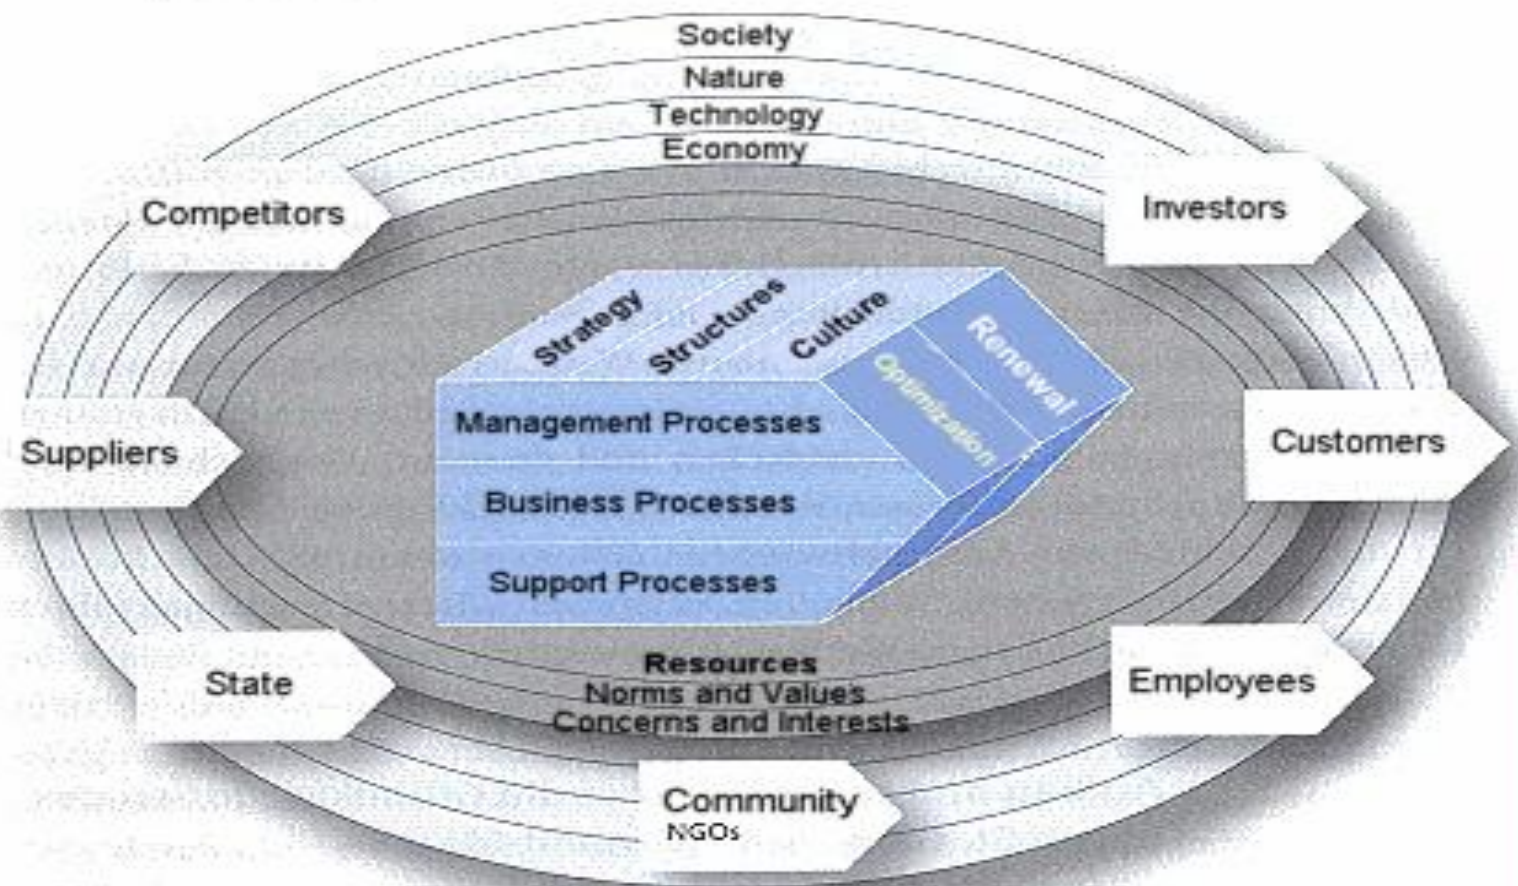 Society
Nature
Technology
Economy
Competitors
Investors
Strategy
Structures
Culture
Renewal
Optimization
Management Processes
Suppliers
Customers
Business Processes
Support Processes
Resources
Norms and Values
Concerns and Interests
State
Employees
Community
NGOs